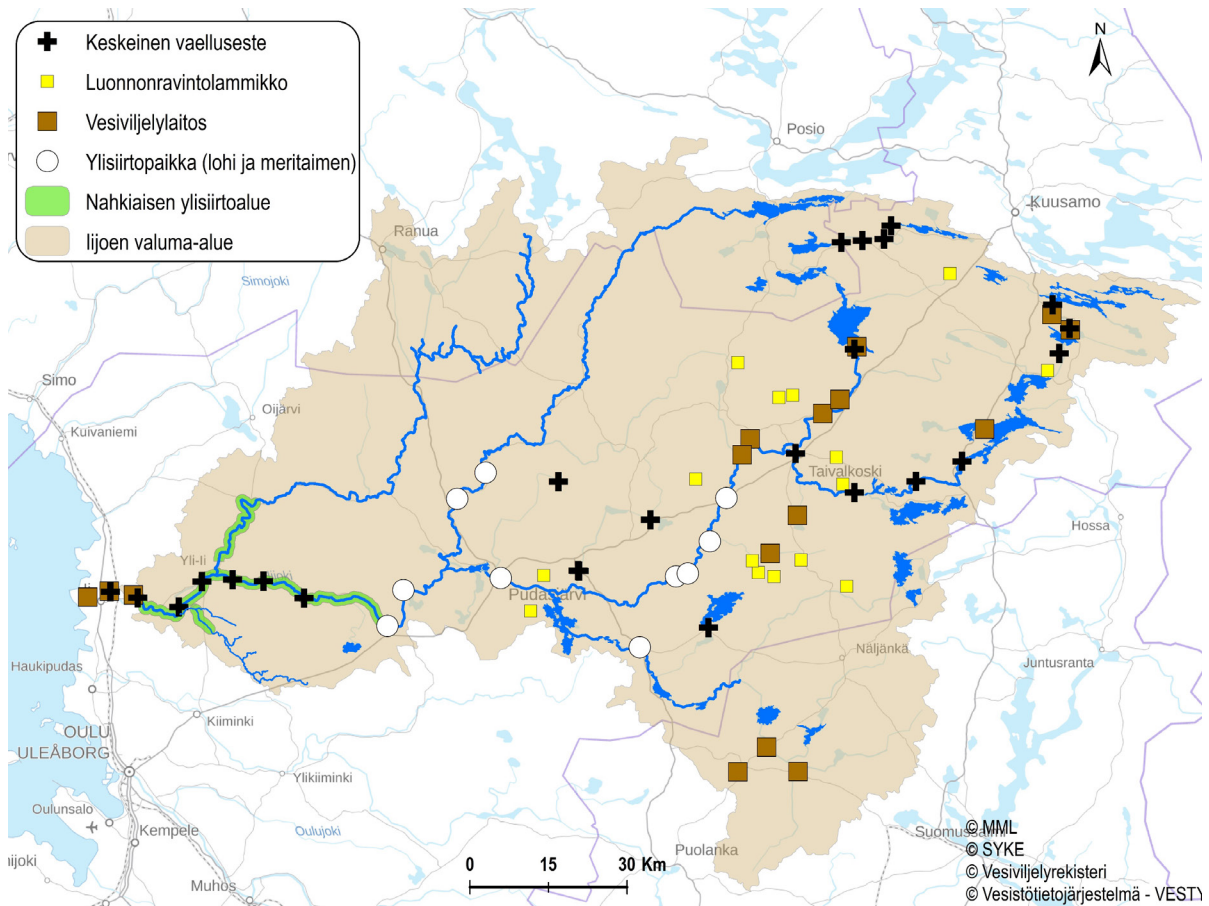 Keskeinen vaelluseste
Luonnonravintolammikko
Vesiviljelylaitos
Ylisiirtopaikka (lohi ja meritaimen)
Nahkiaisen ylisiirtoalue
Iijoen valuma-alue
N
Posio
Kuusamo
Ranua
Simojoki
Simo
Oijärvi
Kuivaniemi
Taivalkoski
Hossa
Yli-Ii
Pudasjärvi
Haukipudas
Näljänkä
Juntusranta
Kiiminki
OULU
ULEÅBORG
Ylikiiminki
Oulunsalo
Kempele
Oulujoki
Muhos
Puolanka
Suomussalmi
0 15 30 Km
© MML
© SYKE
© Vesiviljelyrekisteri
© Vesistötietojärjestelmä - VESTY